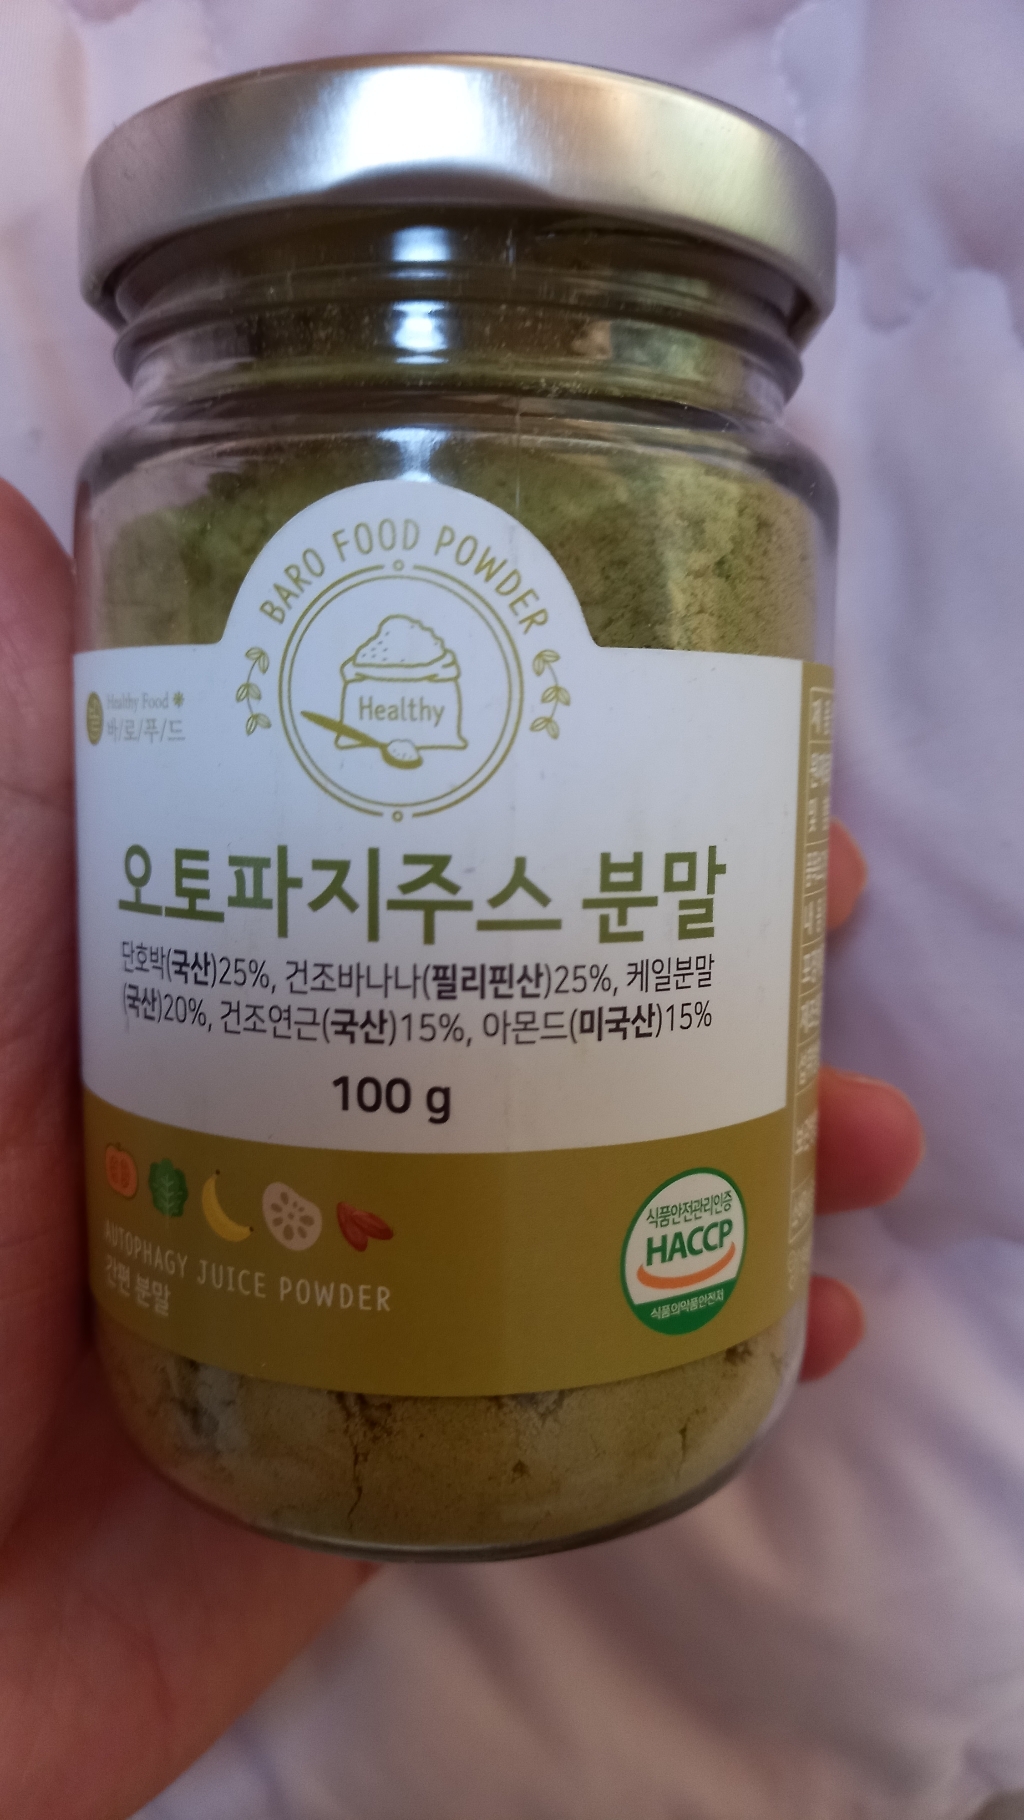 BARO FOOD POWDER
Healthy
Healthy Food
바/로/푸/드
오토파지주스 분말
단호박(국산)25%, 건조바나나(필리핀산)25%, 케일분말
(국산)20%, 건조연근(국산)15%, 아몬드(미국산)15%
100 g
AUTOPHAGY JUICE POWDER
간편 분말
식품안전관리인증
HACCP
식품의약품안전처